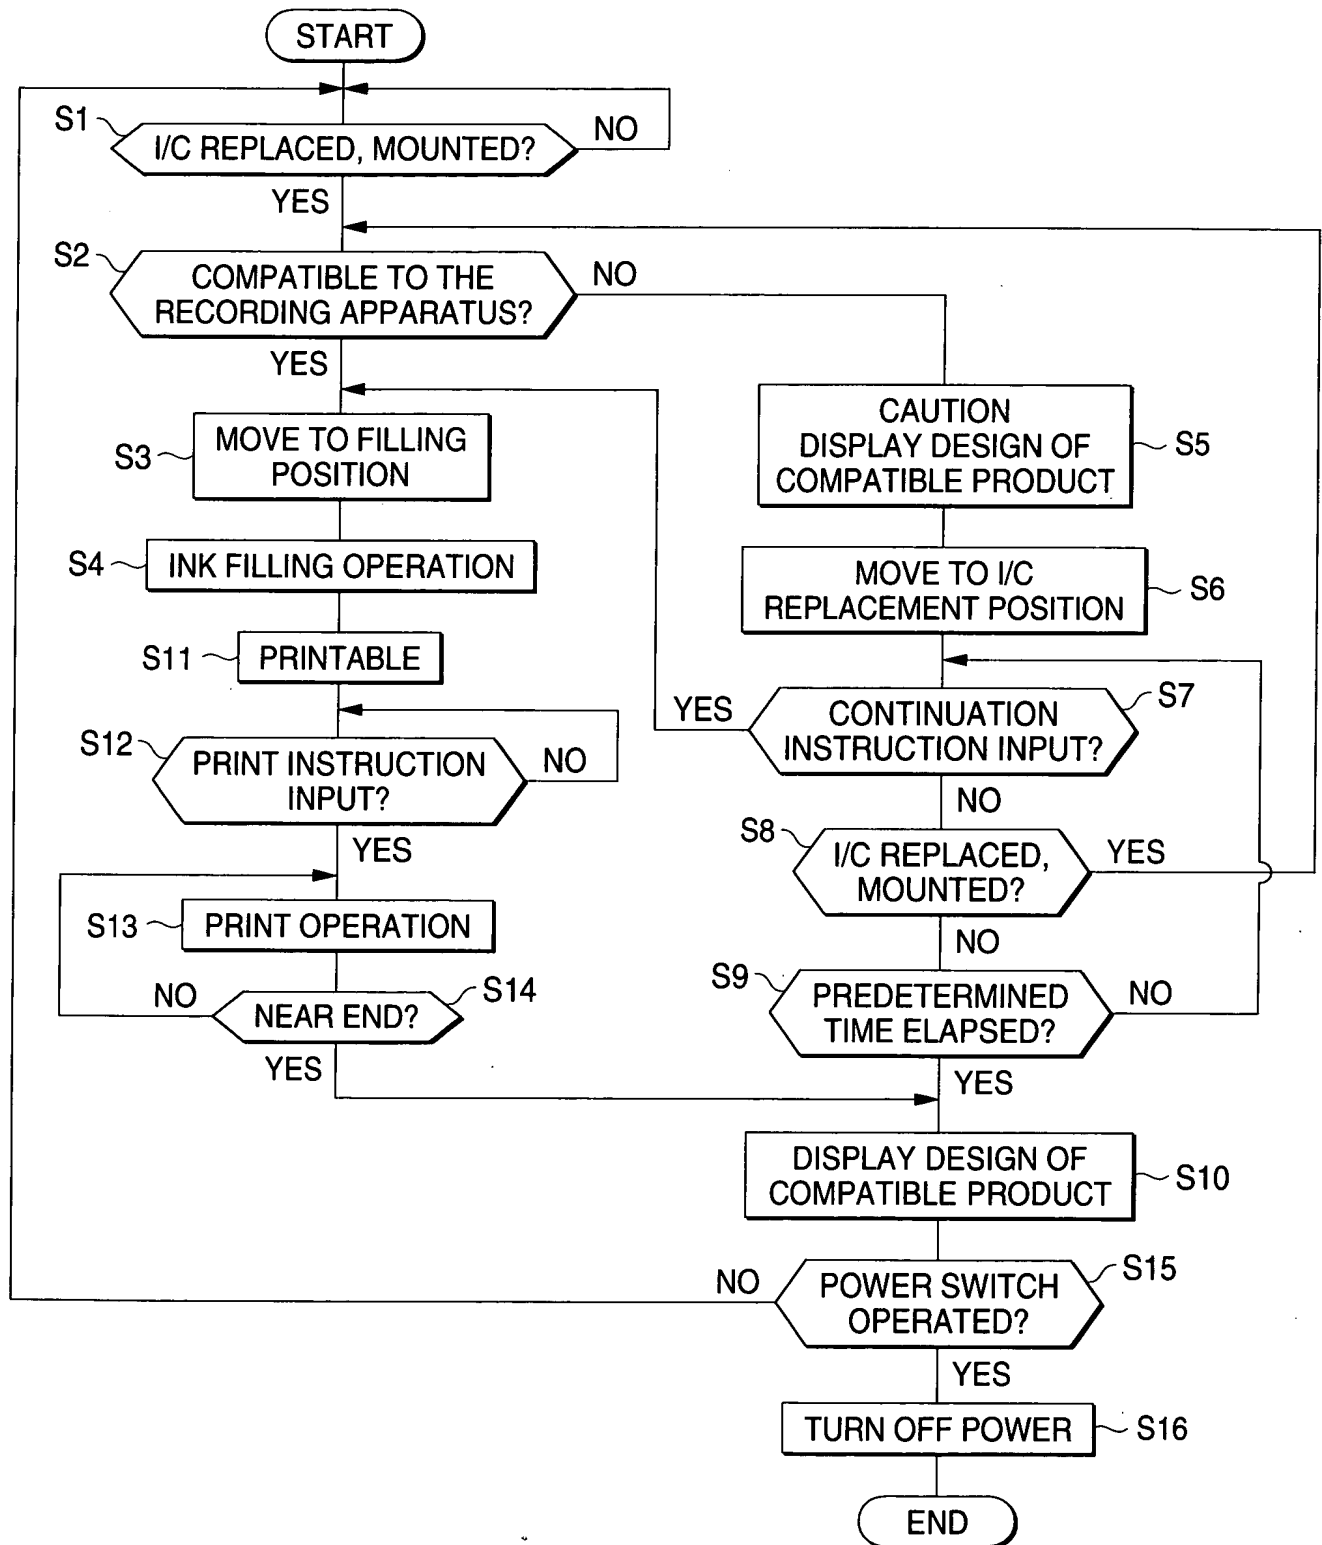 START
S1
I/C REPLACED, MOUNTED?
NO
YES
S2
COMPATIBLE TO THE
RECORDING APPARATUS?
NO
YES
S3
MOVE TO FILLING
POSITION
S4
INK FILLING OPERATION
S11
PRINTABLE
S12
PRINT INSTRUCTION
INPUT?
NO
YES
S13
PRINT OPERATION
S14
NEAR END?
NO
YES
CAUTION
DISPLAY DESIGN OF
COMPATIBLE PRODUCT
S5
MOVE TO I/C
REPLACEMENT POSITION
S6
S7
CONTINUATION
INSTRUCTION INPUT?
YES
NO
S8
I/C REPLACED,
MOUNTED?
YES
NO
S9
PREDETERMINED
TIME ELAPSED?
NO
YES
DISPLAY DESIGN OF
COMPATIBLE PRODUCT
S10
NO
POWER SWITCH
OPERATED?
S15
YES
TURN OFF POWER
S16
END